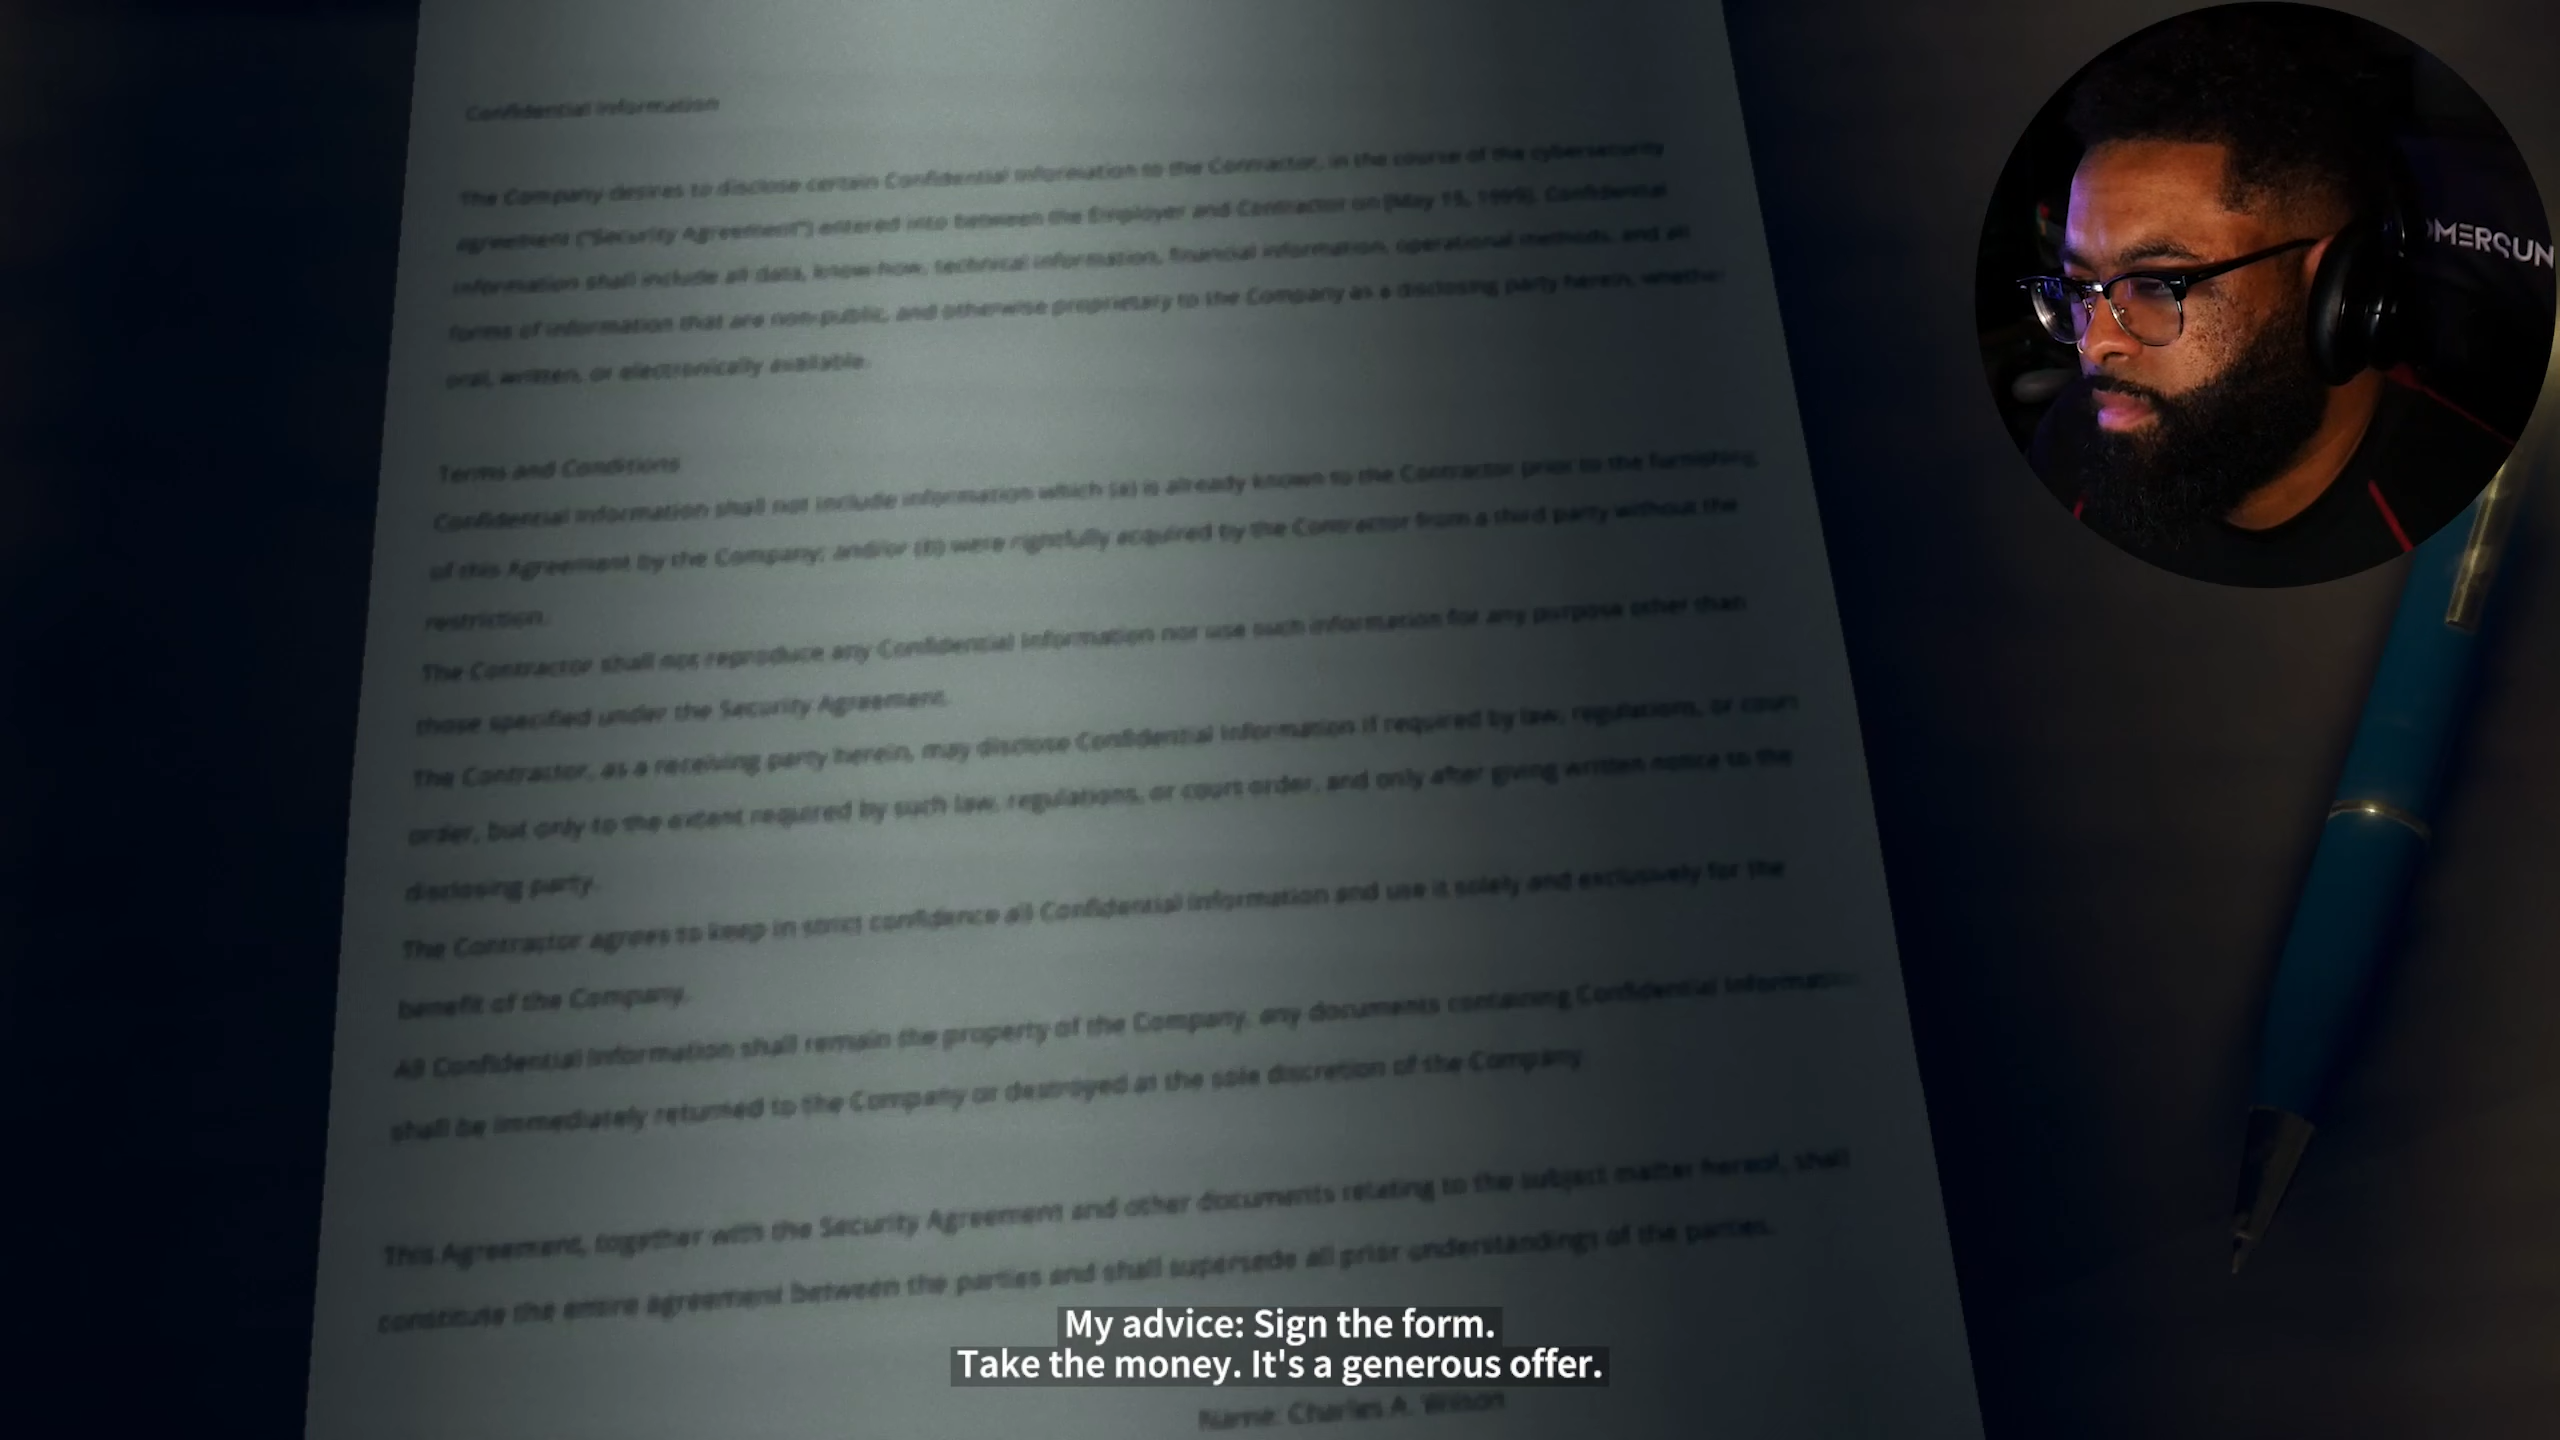 Confidential Information
The Company desires to disclose certain Confidential Information to the Contractor, in the course of the cybersecurity
agreement ("Security Agreement") entered into between the Employer and Contractor on [May 1999]. Confidential
Information shall include all data, know-how, technical information, financial information, operational methods, and all
forms of information that are non-public, and otherwise proprietary to the Company as a disclosing party herein, whether
oral, written, or electronically available.
Terms and Conditions
Confidential Information shall not include information which (a) is already known to the Contractor prior to the furnishing
of this Agreement by the Company; and/or (b) were rightfully acquired by the Contractor from a third party without the
restriction.
The Contractor shall not reproduce any Confidential Information nor use such information for any purpose other than
those specified under the Security Agreement.
The Contractor, as a receiving party herein, may disclose Confidential Information if required by law, regulations, or court
order, but only to the extent required by such law, regulations, or court order, and only after giving written notice to the
disclosing party.
The Contractor agrees to keep in strict confidence all Confidential Information and use it solely and exclusively for the
benefit of the Company.
All Confidential Information shall remain the property of the Company, any documents containing Confidential Information
shall be immediately returned to the Company or destroyed at the sole discretion of the Company
This Agreement, together with the Security Agreement and other documents relating to the subject matter hereof, shall
constitute the entire agreement between the parties and shall supersede all prior understandings of the parties.
My advice: Sign the form.
Take the money. It's a generous offer.
Name: Charles A. Wilson